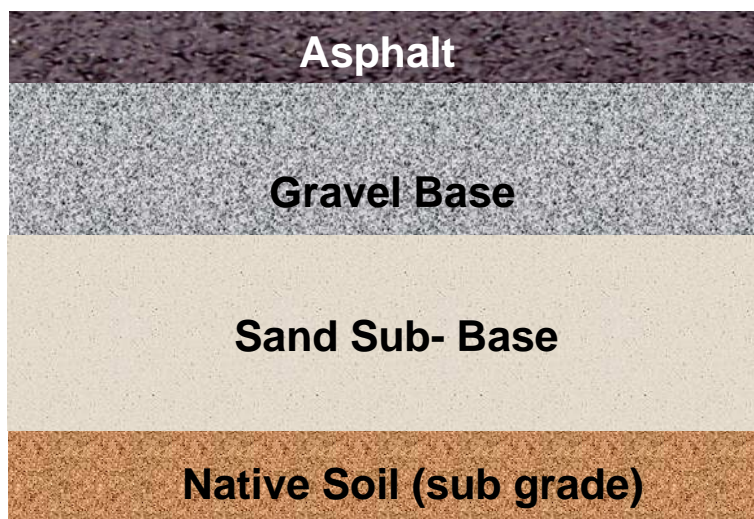 Asphalt
Gravel Base
Sand Sub- Base
Native Soil (sub grade)